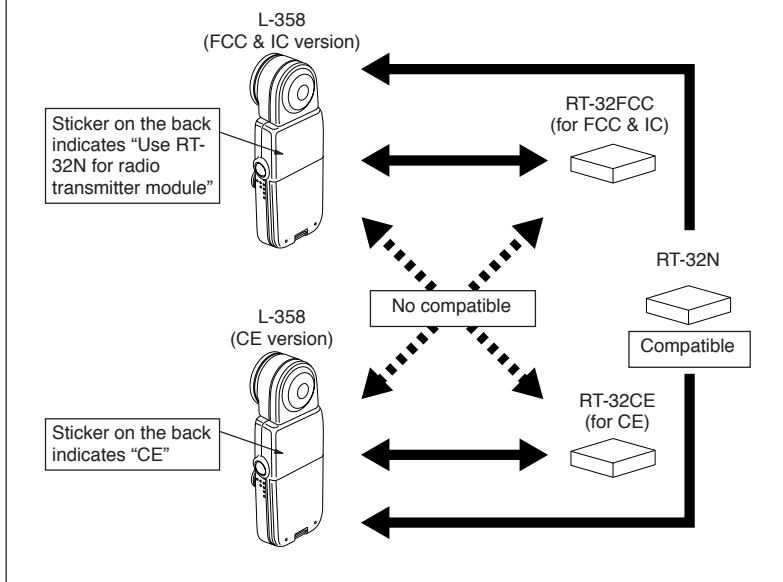 L-358
(FCC & IC version)
Sticker on the back
indicates “Use RT-
32N for radio
transmitter module”
RT-32FCC
(for FCC & IC)
RT-32N
No compatible
Compatible
L-358
(CE version)
Sticker on the back
indicates “CE”
RT-32CE
(for CE)